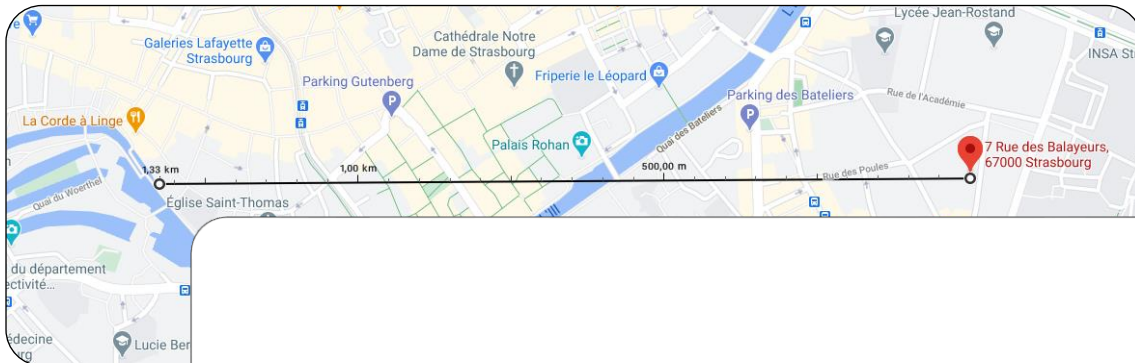 e
Galeries Lafayette
Strasbourg
Cathédrale Notre
Dame de Strasbourg
Lycée Jean-Rostand
INSA St
Parking Gutenberg
Friperie le Léopard
Parking des Bateliers
Rue de l'Académie
La Corde à Linge
Palais Rohan
Quai des Bateliers
7 Rue des Balayeurs,
67000 Strasbourg
1,33 km
1,00 km
500,00 m
Rue des Poules
Quai du Woerthel
Église Saint-Thomas
du département
ectivité...
édecine
urg
Lucie Ber